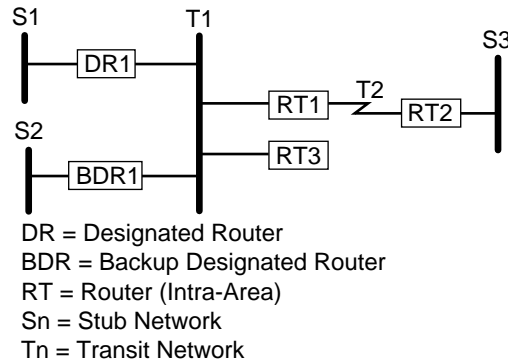 S1
T1
S3
DR1
T2
RT1
RT2
S2
RT3
BDR1
DR = Designated Router
BDR = Backup Designated Router
RT = Router (Intra-Area)
Sn = Stub Network
Tn = Transit Network